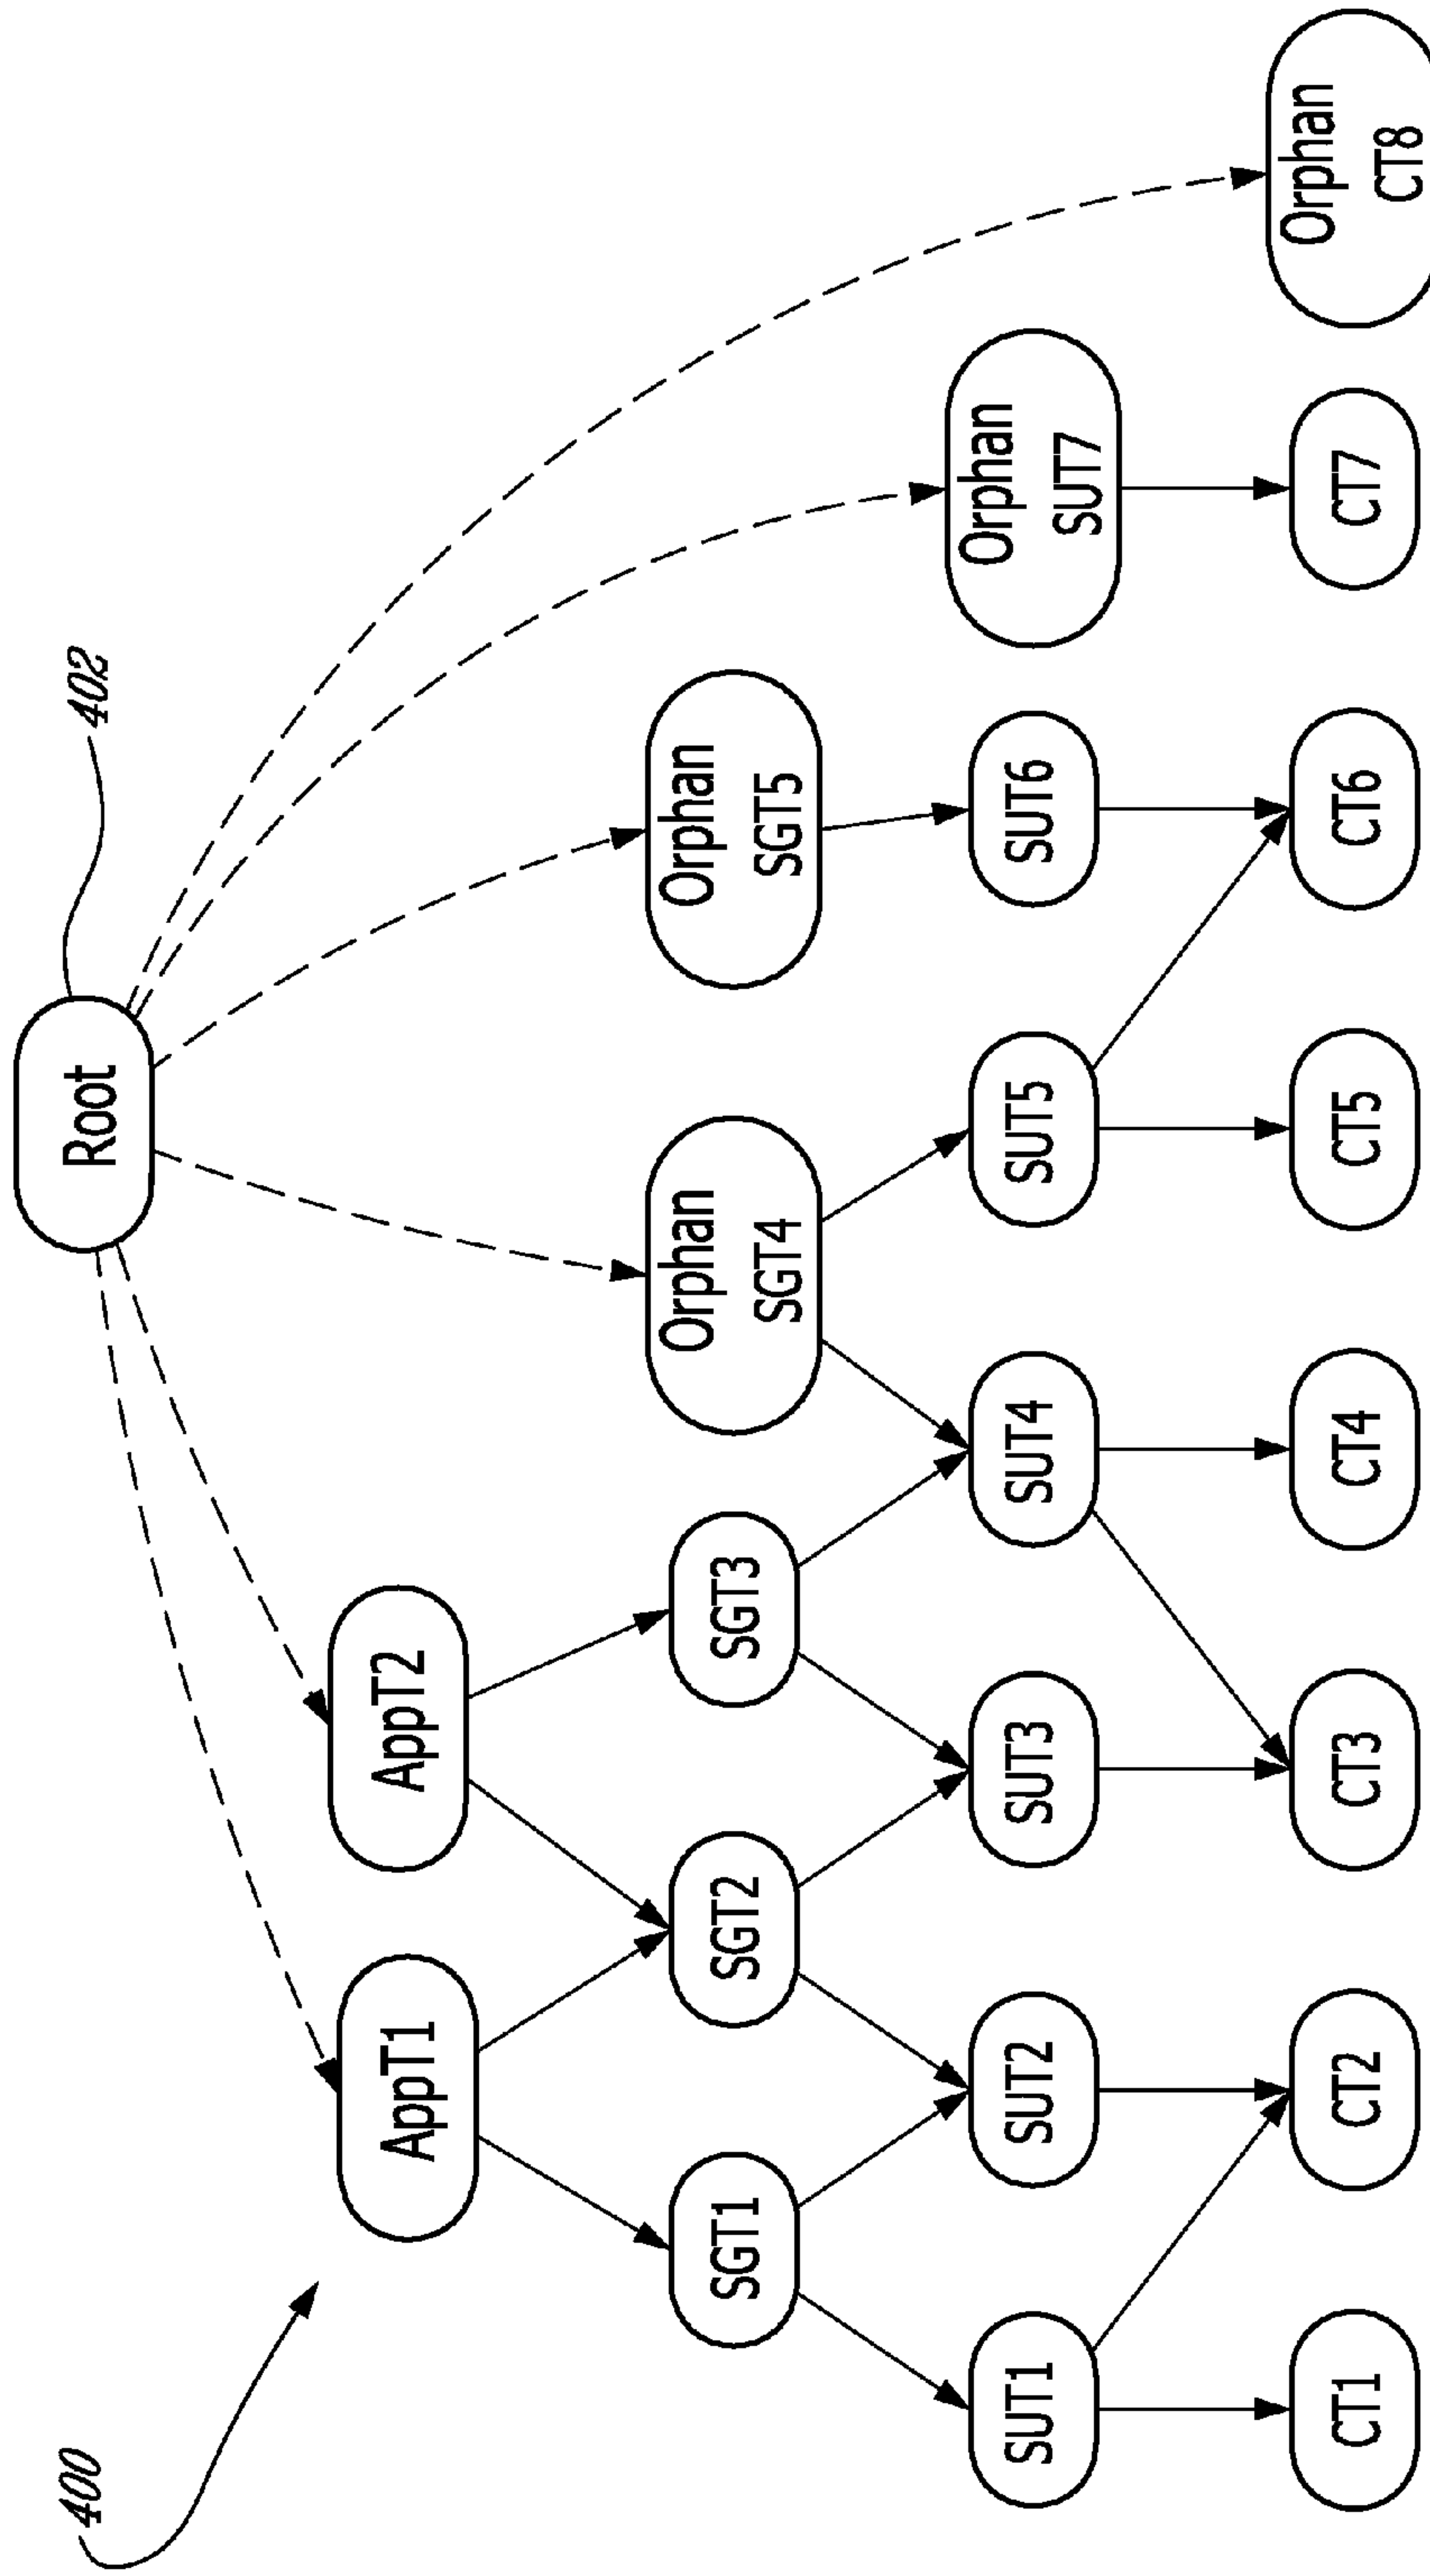 400
402
Root
AppT1
AppT2
SGT1
SGT2
SGT3
Orphan
SGT4
Orphan
SGT5
SUT1
SUT2
SUT3
SUT4
SUT5
SUT6
Orphan
SUT7
CT1
CT2
CT3
CT4
CT5
CT6
CT7
Orphan
CT8